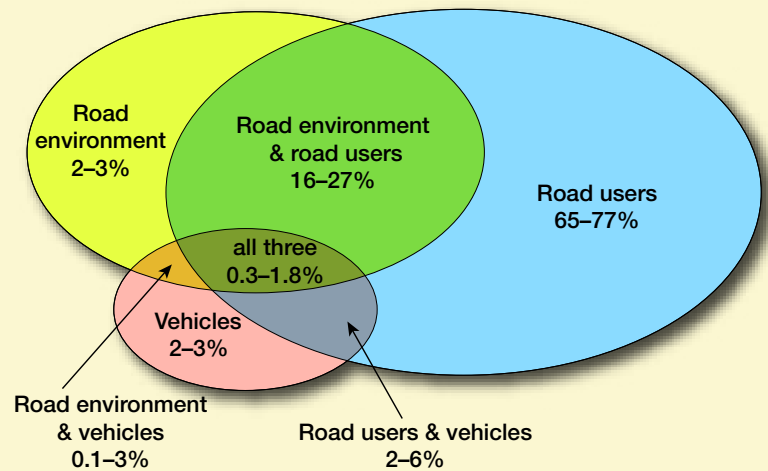 Road
environment
2–3%
Road environment
& road users
16–27%
Road users
65–77%
all three
0.3–1.8%
Vehicles
2–3%
Road environment
& vehicles
0.1–3%
Road users & vehicles
2–6%